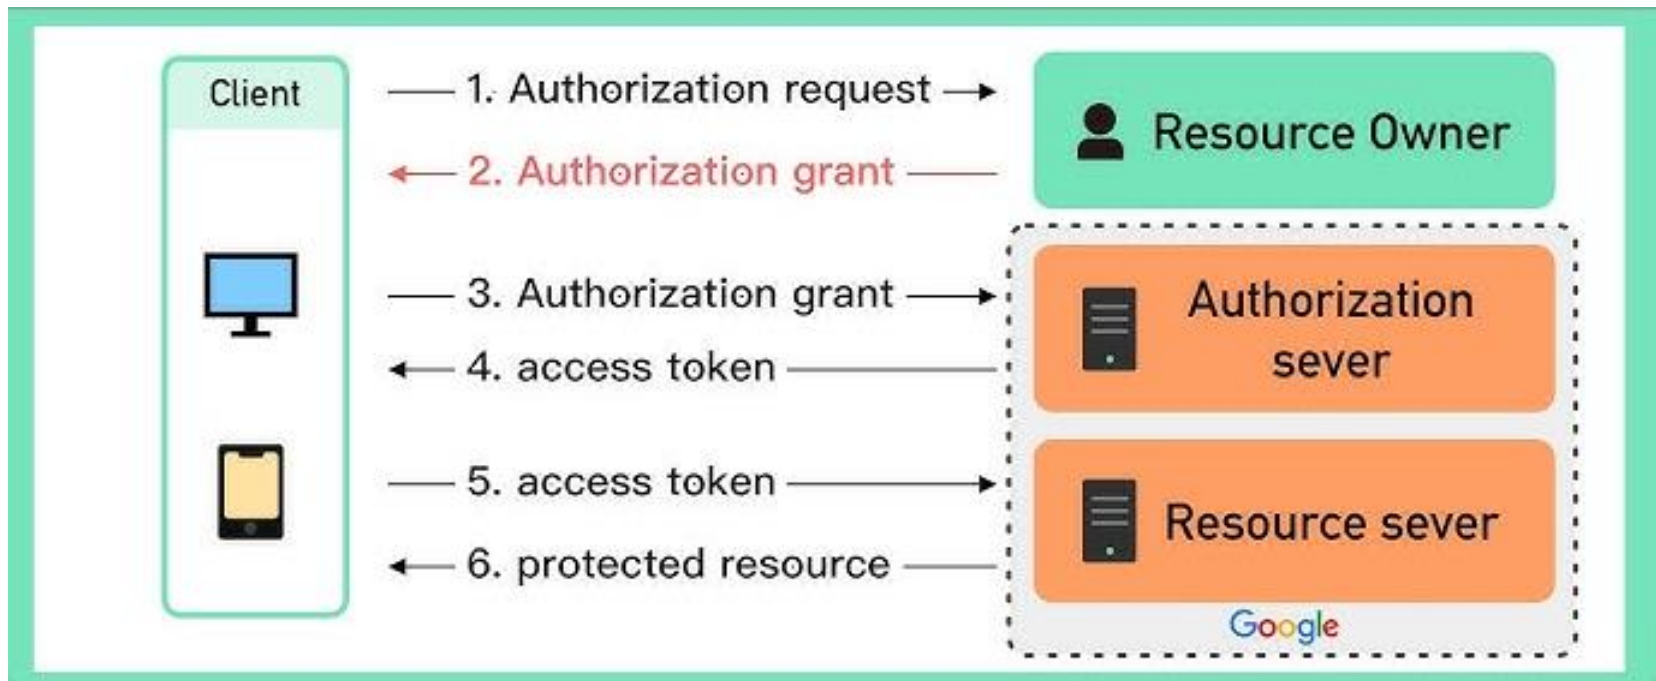 Client
1. Authorization request
Resource Owner
2. Authorization grant
3. Authorization grant
Authorization
sever
4. access token
5. access token
Resource sever
6. protected resource
Google